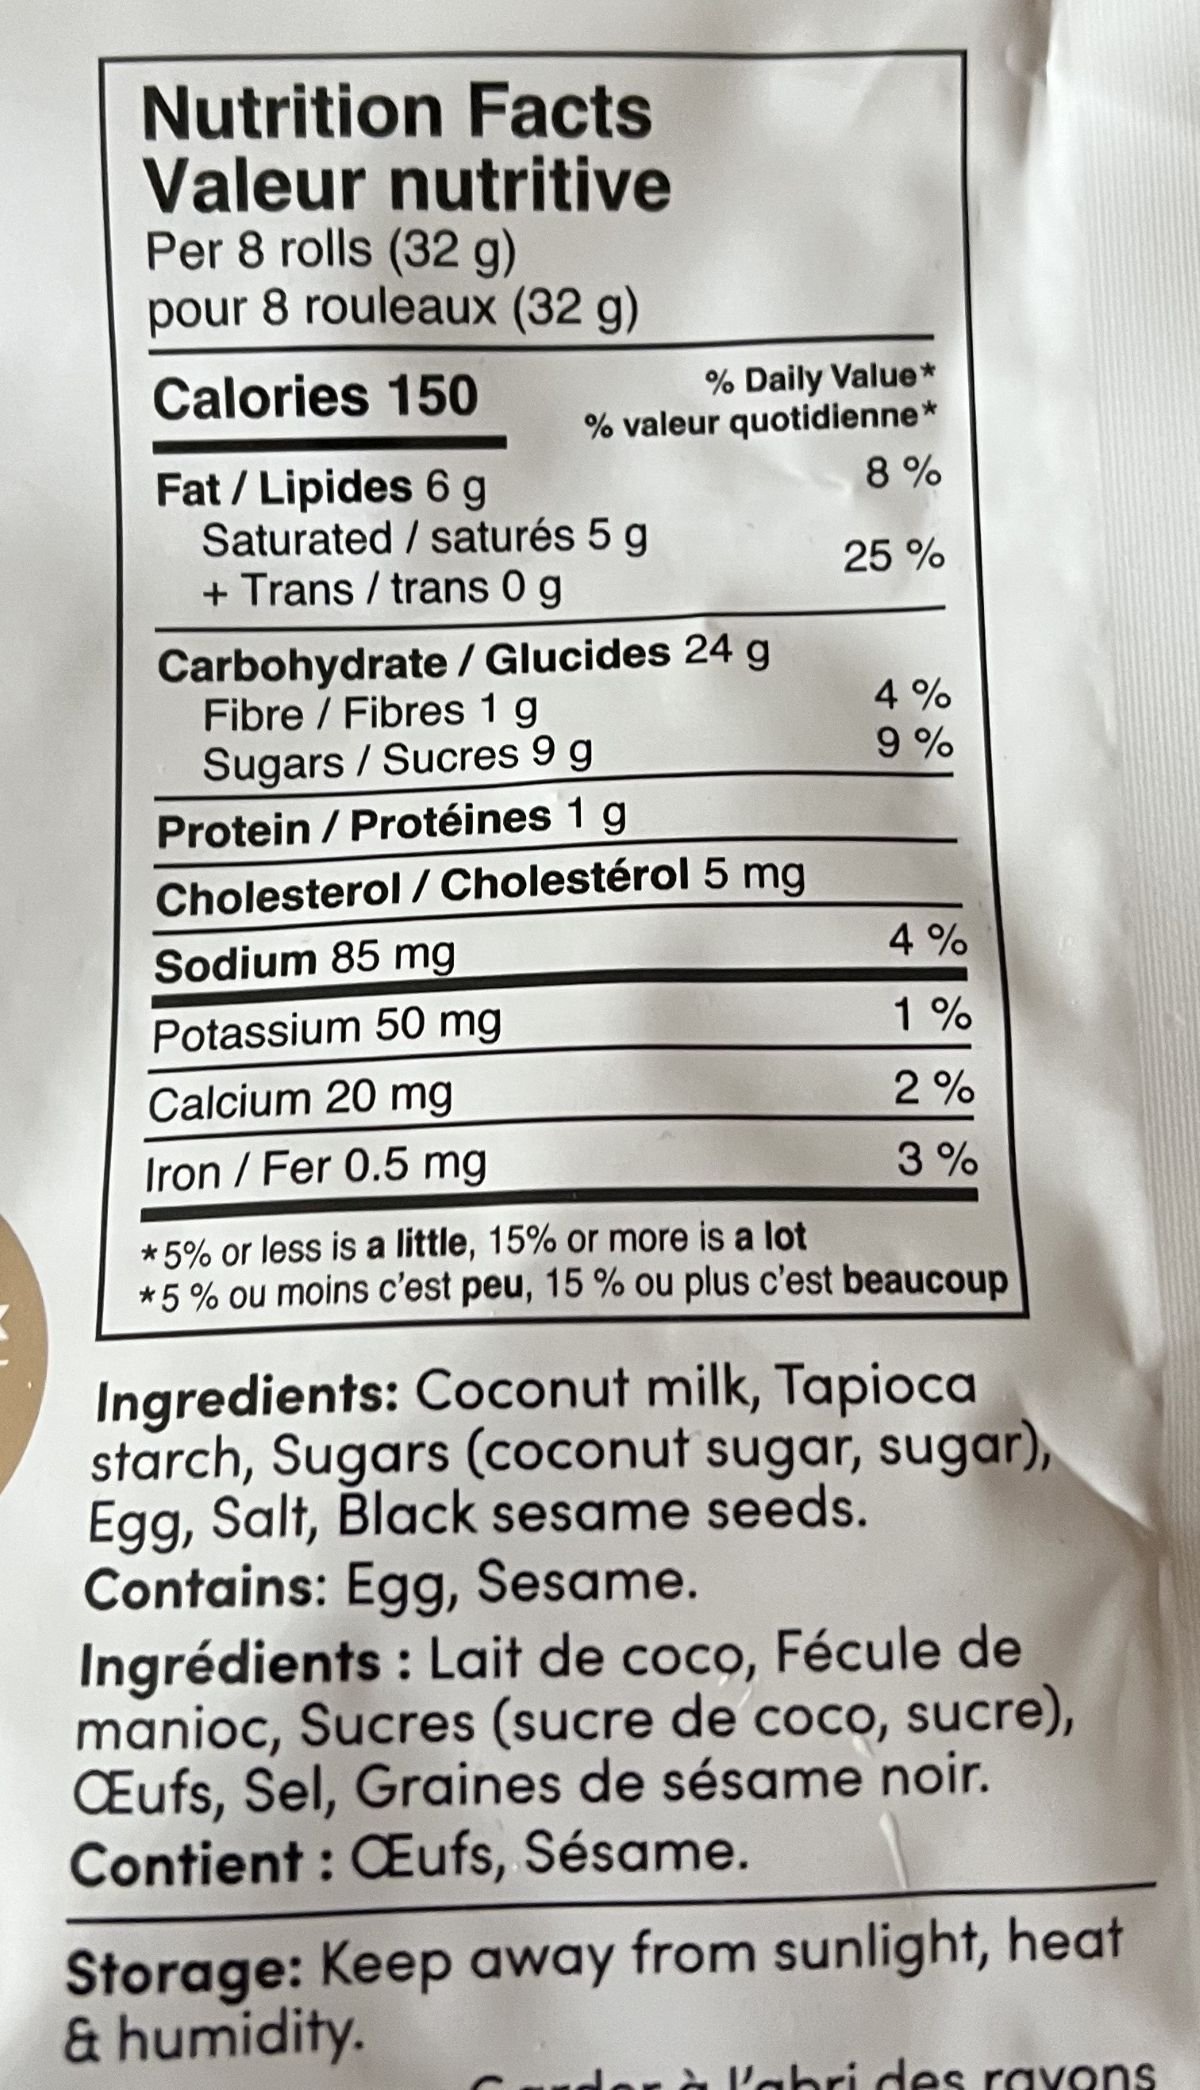 Nutrition Facts
Valeur nutritive
Per 8 rolls (32 g)
pour 8 rouleaux (32 g)
Calories 150
% Daily Value*
% valeur quotidienne*
Fat / Lipides 6 g 8 %
Saturated / saturés 5 g
+ Trans / trans 0 g 25 %
Carbohydrate / Glucides 24 g
Fibre / Fibres 1 g 4 %
Sugars / Sucres 9 g 9 %
Protein / Protéines 1 g
Cholesterol / Cholestérol 5 mg
Sodium 85 mg 4 %
Potassium 50 mg 1 %
Calcium 20 mg 2 %
Iron / Fer 0.5 mg 3 %
*5% or less is a little, 15% or more is a lot
*5 % ou moins c'est peu, 15 % ou plus c'est beaucoup
Ingredients: Coconut milk, Tapioca
starch, Sugars (coconut sugar, sugar),
Egg, Salt, Black sesame seeds.
Contains: Egg, Sesame.
Ingrédients : Lait de coco, Fécule de
manioc, Sucres (sucre de coco, sucre),
Œufs, Sel, Graines de sésame noir.
Contient : Œufs, Sésame.
Storage: Keep away from sunlight, heat
& humidity.
Garder à l'abri des rayons